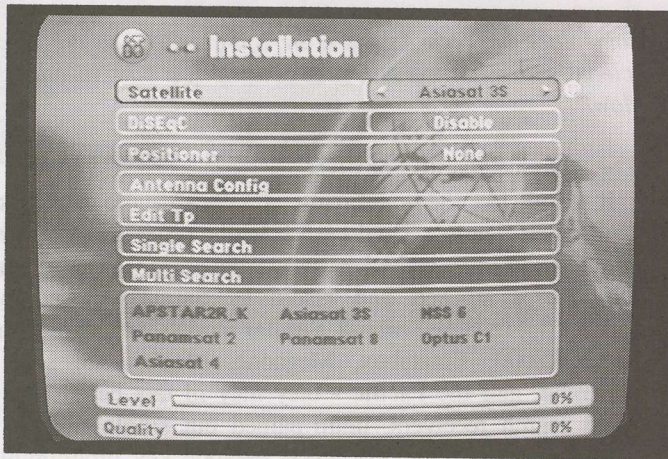 Installation
Satellite Asiasat 3S
DiSEqC Disable
Positioner None
Antenna Config
Edit Tp
Single Search
Multi Search
APSTAR2R_K Asiasat 3S NSS 6
Panamsat 2 Panamsat 8 Optus C1
Asiasat 4
Level 0%
Quality 0%